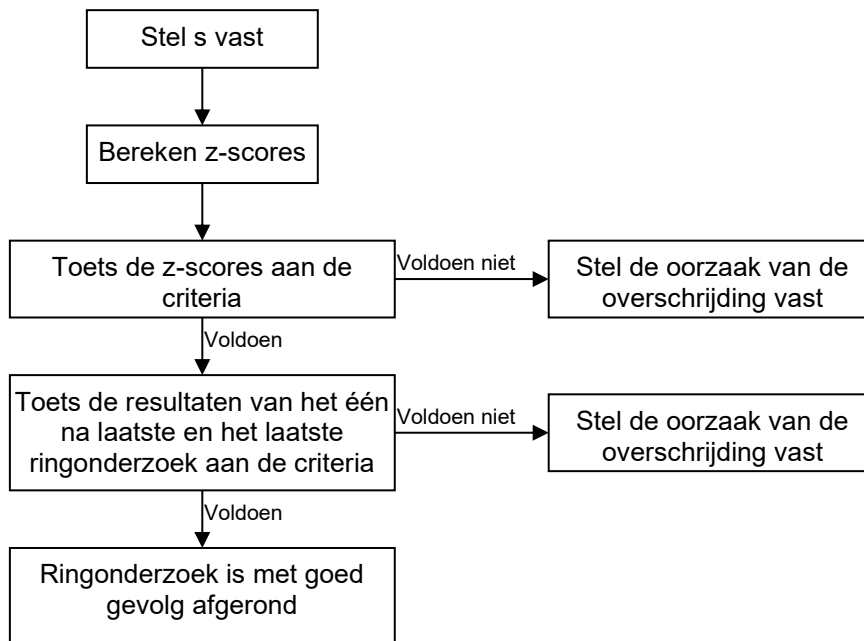 Stel s vast
Bereken z-scores
Toets de z-scores aan de
criteria
Voldoen niet
Stel de oorzaak van de
overschrijding vast
Voldoen
Toets de resultaten van het één
na laatste en het laatste
ringonderzoek aan de criteria
Voldoen niet
Stel de oorzaak van de
overschrijding vast
Voldoen
Ringonderzoek is met goed
gevolg afgerond